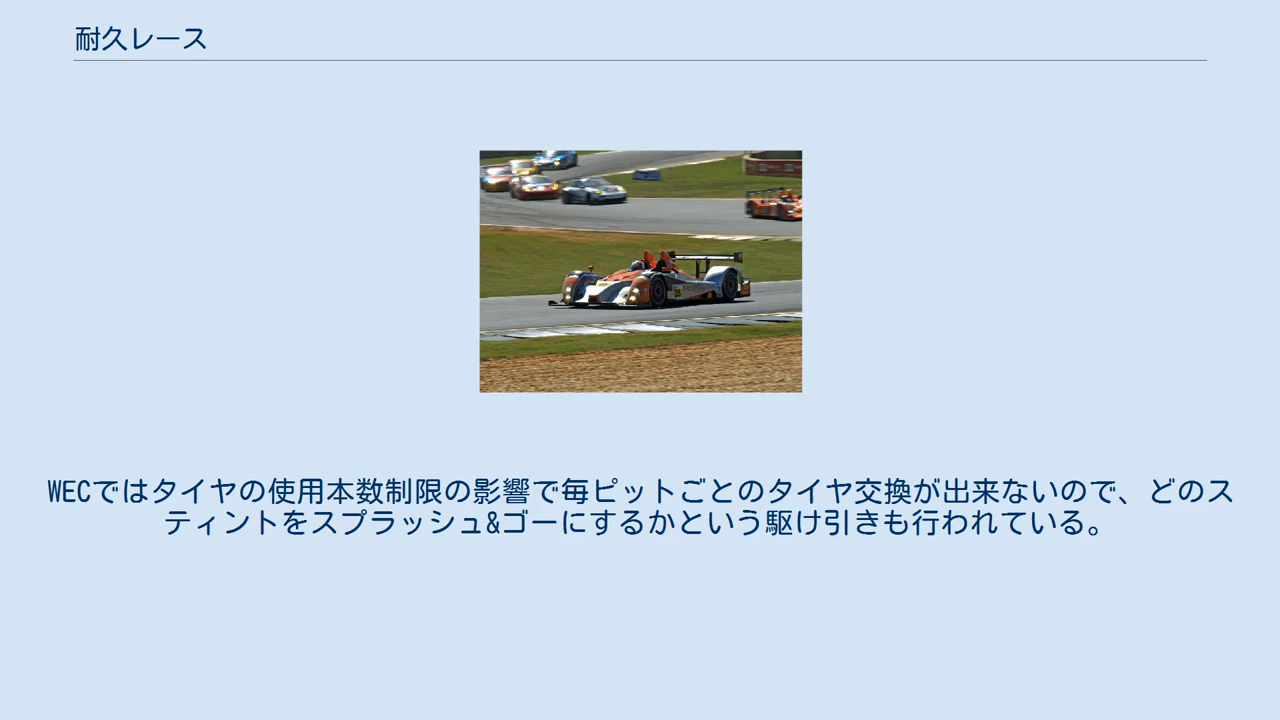 耐久レース
WECではタイヤの使用本数制限の影響で毎ピットごとのタイヤ交換が出来ないので、どのス
ティントをスプラッシュ&ゴーにするかという駆け引きも行われている。